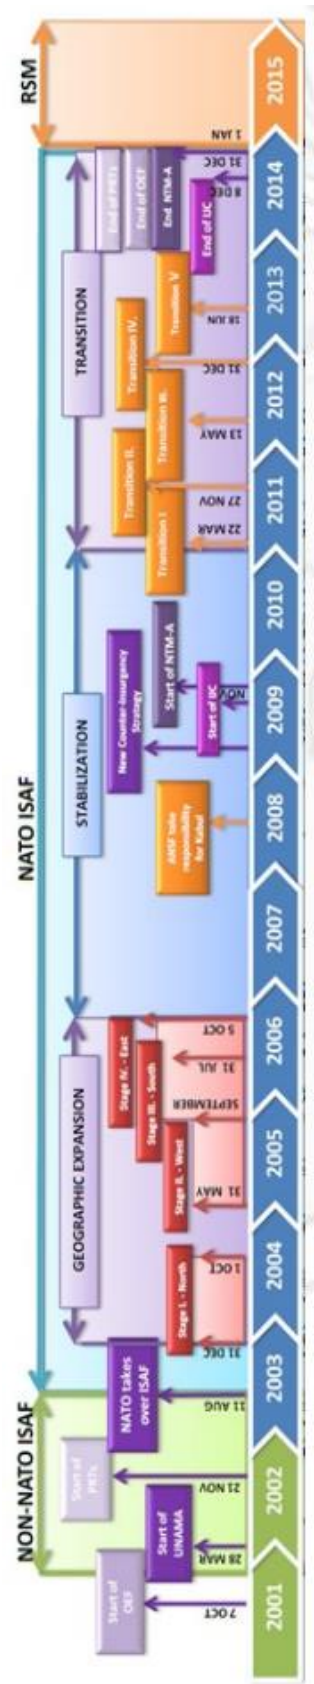 NON-NATO ISAF
NATO ISAF
RSM
GEOGRAPHIC EXPANSION
STABILIZATION
TRANSITION
Start of
OEF
Start of
UNAMA
Start of
PRTs
NATO takes
over ISAF
Stage I. - North
Stage II. - West
Stage III. - South
Stage IV. - East
ANSF take
responsibility
for Kabul
New Counter-Insurgency
Strategy
Start of IJC
Start of NTM-A
Transition I
Transition II.
Transition III.
Transition IV.
Transition V
End of IJC
End of PRTs
End of OEF
End NTM-A
7 OCT
28 MAR
21 NOV
11 AUG
31 DEC
1 OCT
31 MAY
SEPTEMBER
31 JUL
5 OCT
NOV
22 MAR
27 NOV
13 MAY
31 DEC
18 JUN
8 DEC
31 DEC
1 JAN
2001
2002
2003
2004
2005
2006
2007
2008
2009
2010
2011
2012
2013
2014
2015